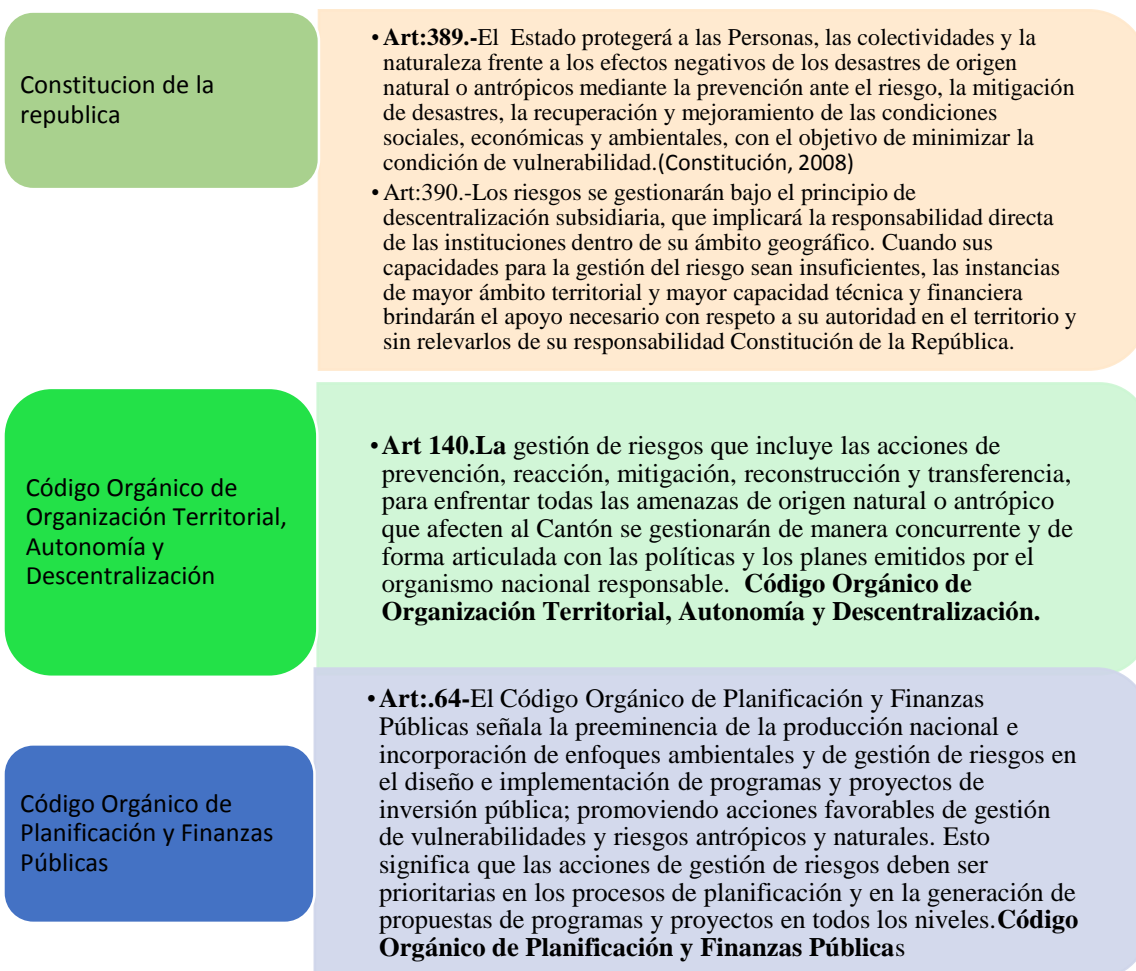 Constitucion de la
republica
•Art:389.-El Estado protegerá a las Personas, las colectividades y la
naturaleza frente a los efectos negativos de los desastres de origen
natural o antrópicos mediante la prevención ante el riesgo, la mitigación
de desastres, la recuperación y mejoramiento de las condiciones
sociales, económicas y ambientales, con el objetivo de minimizar la
condición de vulnerabilidad.(Constitución, 2008)
•Art:390.-Los riesgos se gestionarán bajo el principio de
descentralización subsidiaria, que implicará la responsabilidad directa
de las instituciones dentro de su ámbito geográfico. Cuando sus
capacidades para la gestión del riesgo sean insuficientes, las instancias
de mayor ámbito territorial y mayor capacidad técnica y financiera
brindarán el apoyo necesario con respeto a su autoridad en el territorio y
sin relevarlos de su responsabilidad Constitución de la República.
Código Orgánico de
Organización Territorial,
Autonomía y
Descentralización
•Art 140.La gestión de riesgos que incluye las acciones de
prevención, reacción, mitigación, reconstrucción y transferencia,
para enfrentar todas las amenazas de origen natural o antrópico
que afecten al Cantón se gestionarán de manera concurrente y de
forma articulada con las políticas y los planes emitidos por el
organismo nacional responsable. Código Orgánico de
Organización Territorial, Autonomía y Descentralización.
Código Orgánico de
Planificación y Finanzas
Públicas
•Art:.64-El Código Orgánico de Planificación y Finanzas
Públicas señala la preeminencia de la producción nacional e
incorporación de enfoques ambientales y de gestión de riesgos en
el diseño e implementación de programas y proyectos de
inversión pública; promoviendo acciones favorables de gestión
de vulnerabilidades y riesgos antrópicos y naturales. Esto
significa que las acciones de gestión de riesgos deben ser
prioritarias en los procesos de planificación y en la generación de
propuestas de programas y proyectos en todos los niveles.Código
Orgánico de Planificación y Finanzas Públicas